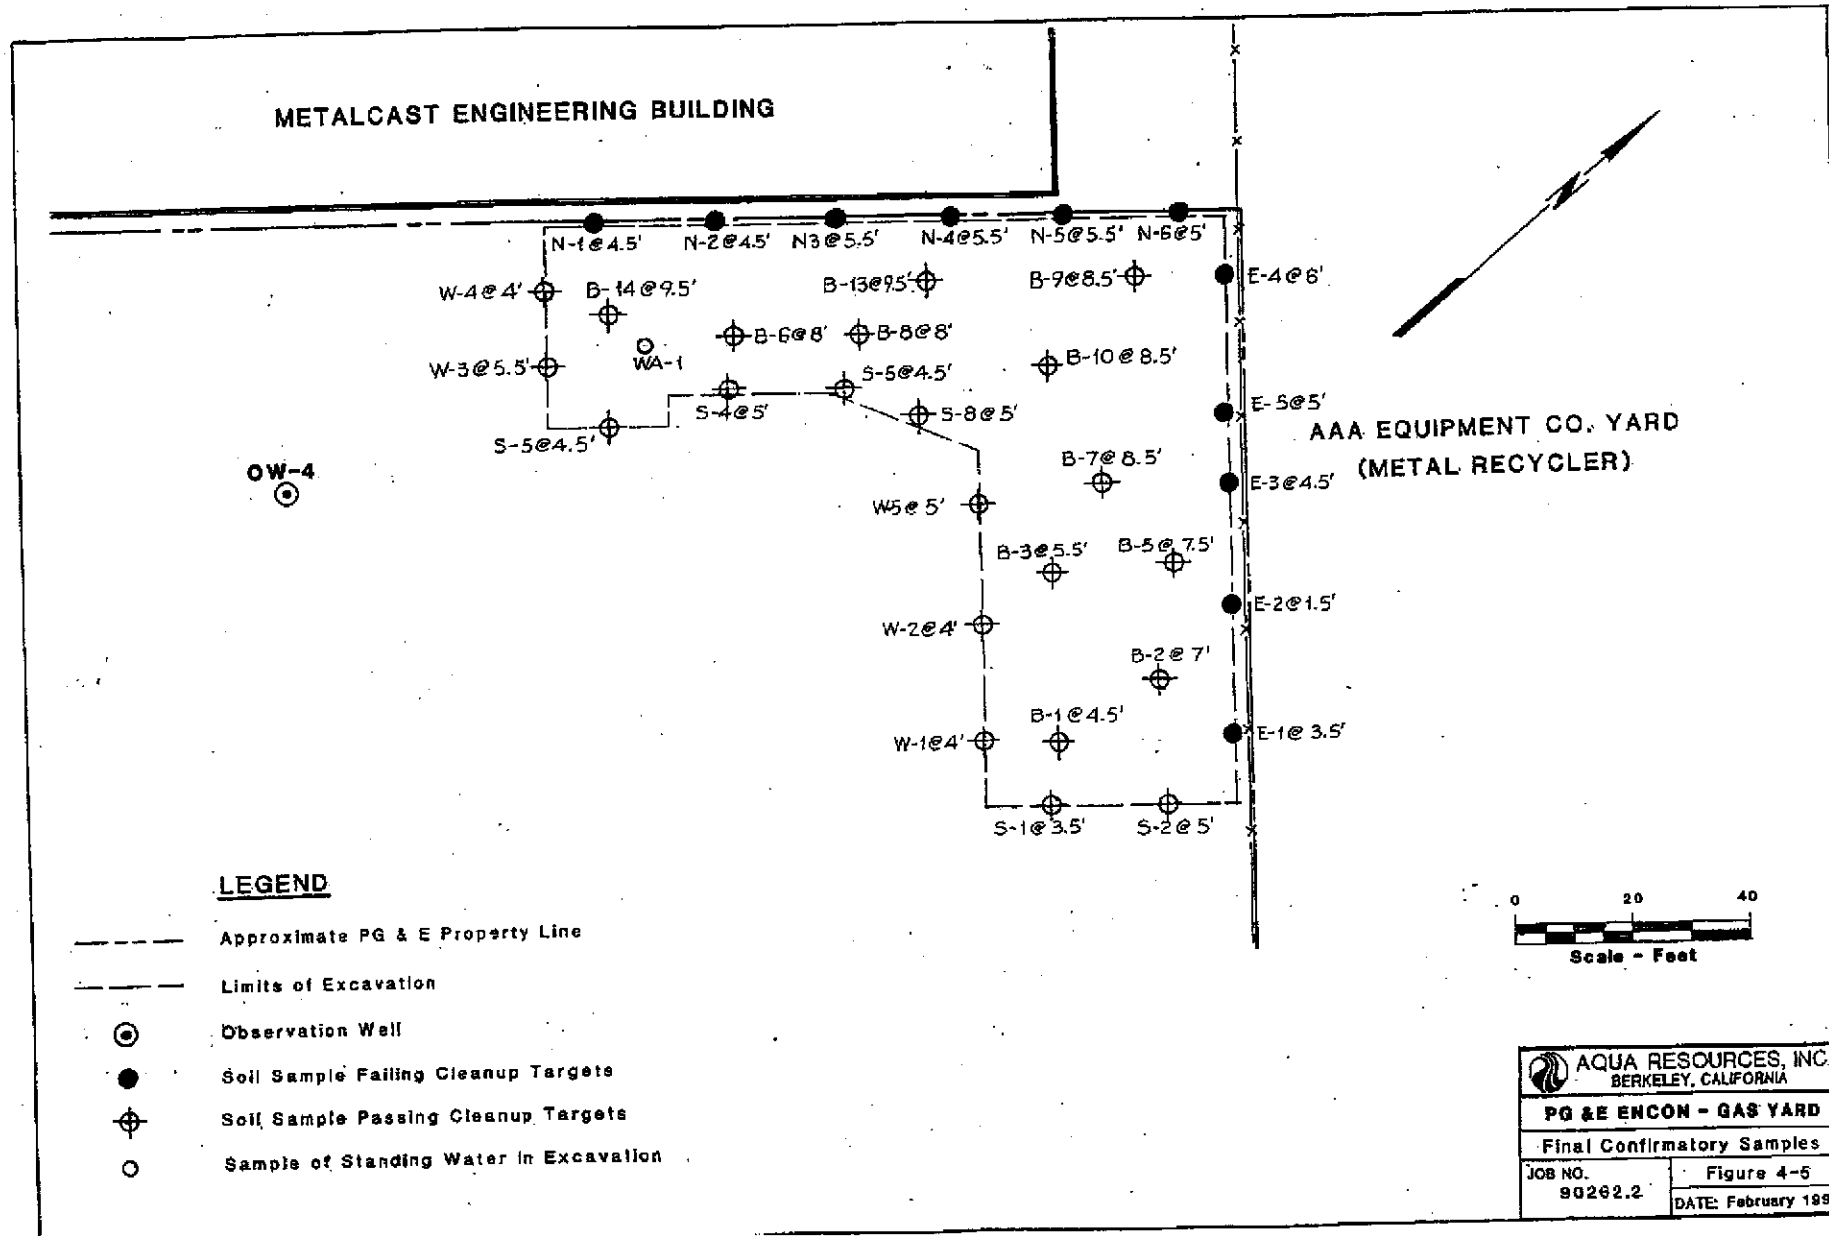 METALCAST ENGINEERING BUILDING
N-1@4.5'
N-2@4.5'
N3@5.5'
N-4@5.5'
N-5@5.5'
N-6@5'
W-4@4'
B-14@9.5'
B-13@9.5'
B-9@8.5'
E-4@6'
B-6@8'
B-8@8'
WA-1
W-3@5.5'
B-10@8.5'
S-5@4.5'
S-4@5'
S-8@5'
E-5@5'
S-5@4.5'
AAA EQUIPMENT CO. YARD
(METAL RECYCLER)
OW-4
B-7@8.5'
E-3@4.5'
W5@5'
B-3@5.5'
B-5@7.5'
E-2@1.5'
W-2@4'
B-2@7'
B-1@4.5'
W-1@4'
E-1@3.5'
S-1@3.5'
S-2@5'
N
LEGEND
Approximate PG & E Property Line
Limits of Excavation
Observation Well
Soil Sample Failing Cleanup Targets
Soil Sample Passing Cleanup Targets
Sample of Standing Water in Excavation
0 20 40
Scale - Feet
AQUA RESOURCES, INC.
BERKELEY, CALIFORNIA
PG &E ENCON - GAS YARD
Final Confirmatory Samples
JOB NO.
90262.2
Figure 4-5
DATE: February